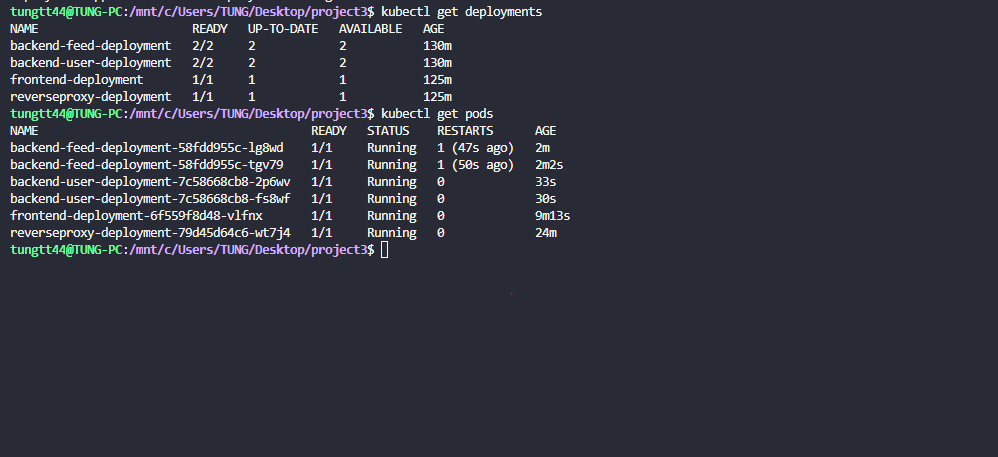 tungtt44@TUNG-PC:/mnt/c/Users/TUNG/Desktop/project3$ kubectl get deployments
NAME READY UP-TO-DATE AVAILABLE AGE
backend-feed-deployment 2/2 2 2 130m
backend-user-deployment 2/2 2 2 130m
frontend-deployment 1/1 1 1 125m
reverseproxy-deployment 1/1 1 1 125m
tungtt44@TUNG-PC:/mnt/c/Users/TUNG/Desktop/project3$ kubectl get pods
NAME READY STATUS RESTARTS AGE
backend-feed-deployment-58fdd955c-lg8wd 1/1 Running 1 (47s ago) 2m
backend-feed-deployment-58fdd955c-tgv79 1/1 Running 1 (50s ago) 2m2s
backend-user-deployment-7c58668cb8-2p6wv 1/1 Running 0 33s
backend-user-deployment-7c58668cb8-fs8wf 1/1 Running 0 30s
frontend-deployment-6f559f8d48-vlfnx 1/1 Running 0 9m13s
reverseproxy-deployment-79d45d64c6-wt7j4 1/1 Running 0 24m
tungtt44@TUNG-PC:/mnt/c/Users/TUNG/Desktop/project3$